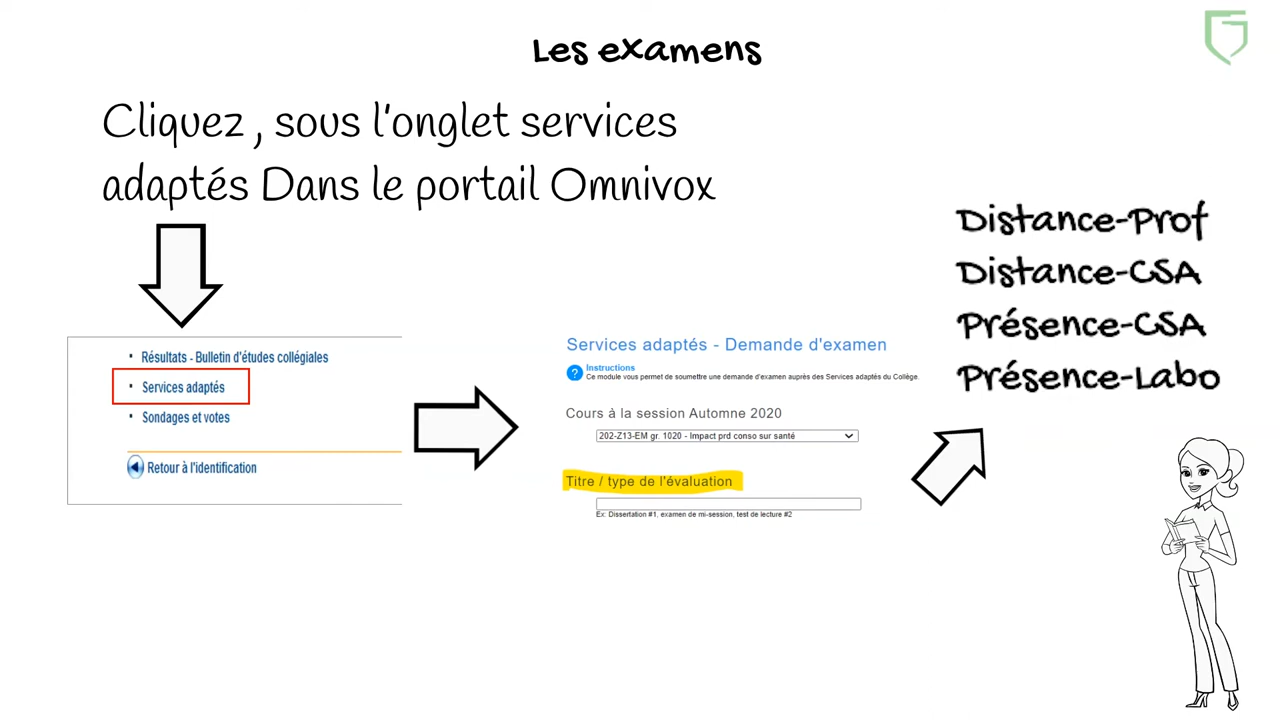 Les examens
Cliquez, sous l'onglet services
adaptés Dans le portail Omnivox
• Résultats - Bulletin d'études collégiales
• Services adaptés
• Sondages et votes
Retour à l'identification
Services adaptés - Demande d'examen
? Instructions
Ce module vous permet de soumettre une demande d'examen auprès des Services adaptés du Collège.
Cours à la session Automne 2020
202-Z13-EM gr. 1020 - Impact prd conso sur santé
Titre / type de l'évaluation
Ex: Dissertation #1, examen de mi-session, test de lecture #2
Distance-Prof
Distance-CSA
Présence-CSA
Présence-Labo